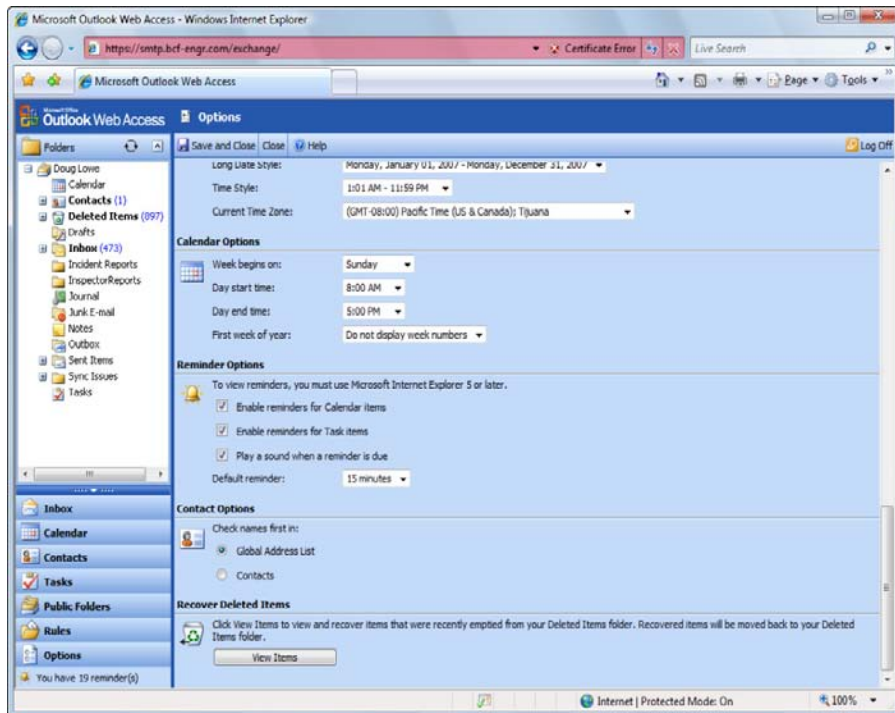 Microsoft Outlook Web Access - Windows Internet Explorer
https://smtp.bcf-engr.com/exchange/
Certificate Error
Live Search
Microsoft Outlook Web Access
Page
Tools
Microsoft Office
Outlook Web Access
Options
Folders
Save and Close
Close
Help
Log Off
Doug Lowe
Calendar
Contacts (1)
Deleted Items (897)
Drafts
Inbox (473)
Incident Reports
InspectorReports
Journal
Junk E-mail
Notes
Outbox
Sent Items
Sync Issues
Tasks
Inbox
Calendar
Contacts
Tasks
Public Folders
Rules
Options
You have 19 reminder(s)
Long Date Style: Monday, January 01, 2007 - Monday, December 31, 2007
Time Style: 1:01 AM - 11:59 PM
Current Time Zone: (GMT-08:00) Pacific Time (US & Canada); Tijuana
Calendar Options
Week begins on: Sunday
Day start time: 8:00 AM
Day end time: 5:00 PM
First week of year: Do not display week numbers
Reminder Options
To view reminders, you must use Microsoft Internet Explorer 5 or later.
Enable reminders for Calendar items
Enable reminders for Task items
Play a sound when a reminder is due
Default reminder: 15 minutes
Contact Options
Check names first in:
Global Address List
Contacts
Recover Deleted Items
Click View Items to view and recover items that were recently emptied from your Deleted Items folder. Recovered items will be moved back to your Deleted
Items folder.
View Items
Internet | Protected Mode: On
100%